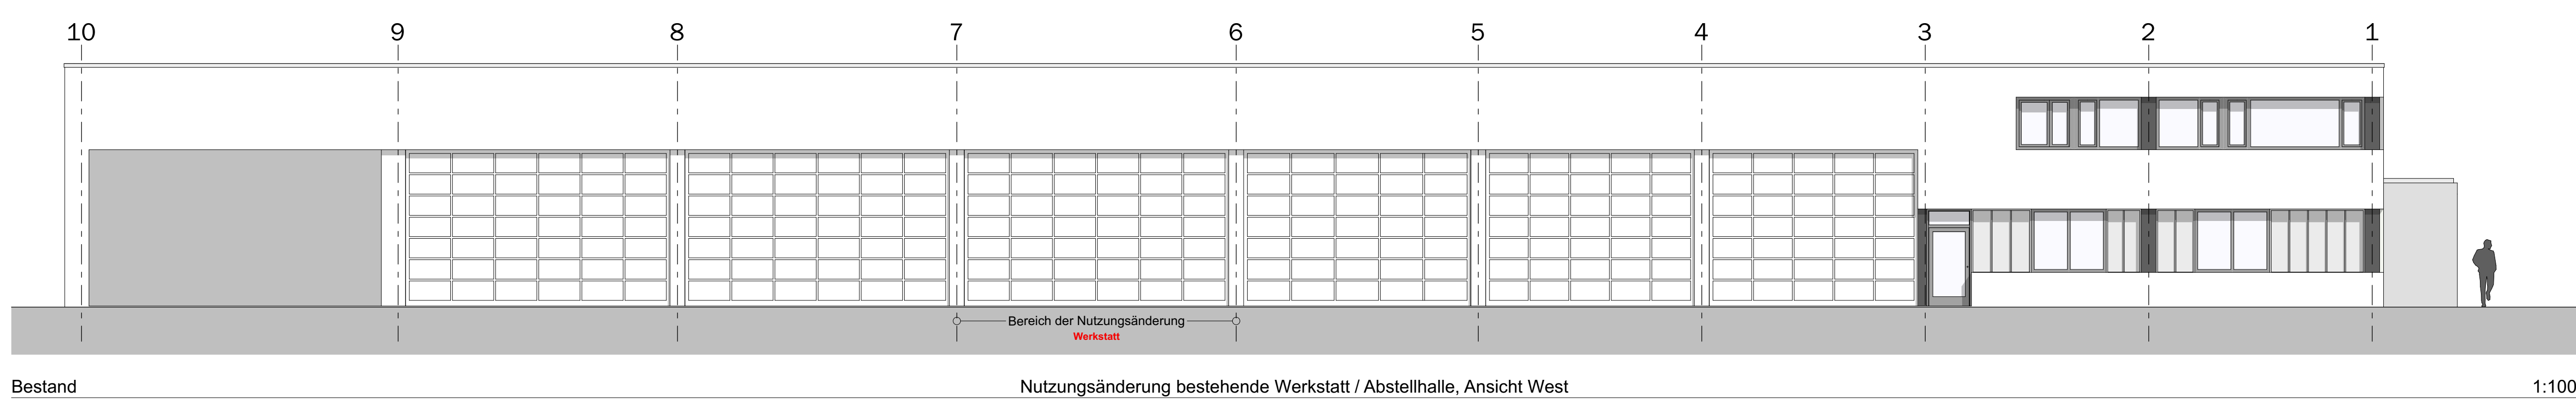 10 9 8 7 6 5 4 3 2 1
Bereich der Nutzungsänderung
Werkstatt
Bestand Nutzungsänderung bestehende Werkstatt / Abstellhalle, Ansicht West 1:100